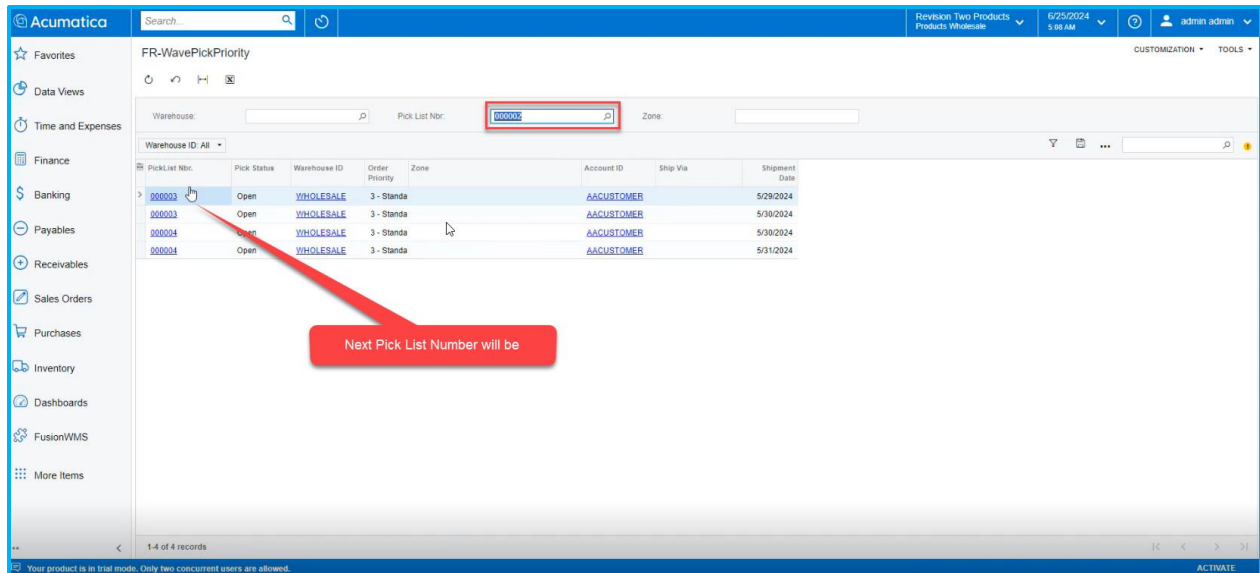 Acumatica
Search...
Revision Two Products
Products Wholesale
6/25/2024
5:08 AM
admin admin
Favorites
Data Views
Time and Expenses
Finance
Banking
Payables
Receivables
Sales Orders
Purchases
Inventory
Dashboards
FusionWMS
More Items
FR-WavePickPriority
CUSTOMIZATION
TOOLS
Warehouse:
Pick List Nbr:
000002
Zone:
Warehouse ID: All
PickList Nbr. Pick Status Warehouse ID Order Priority Zone Account ID Ship Via Shipment Date
000003 Open WHOLESALE 3 - Standa AACUSTOMER 5/29/2024
000003 Open WHOLESALE 3 - Standa AACUSTOMER 5/30/2024
000004 Open WHOLESALE 3 - Standa AACUSTOMER 5/30/2024
000004 Open WHOLESALE 3 - Standa AACUSTOMER 5/31/2024
Next Pick List Number will be
1-4 of 4 records
Your product is in trial mode. Only two concurrent users are allowed.
ACTIVATE